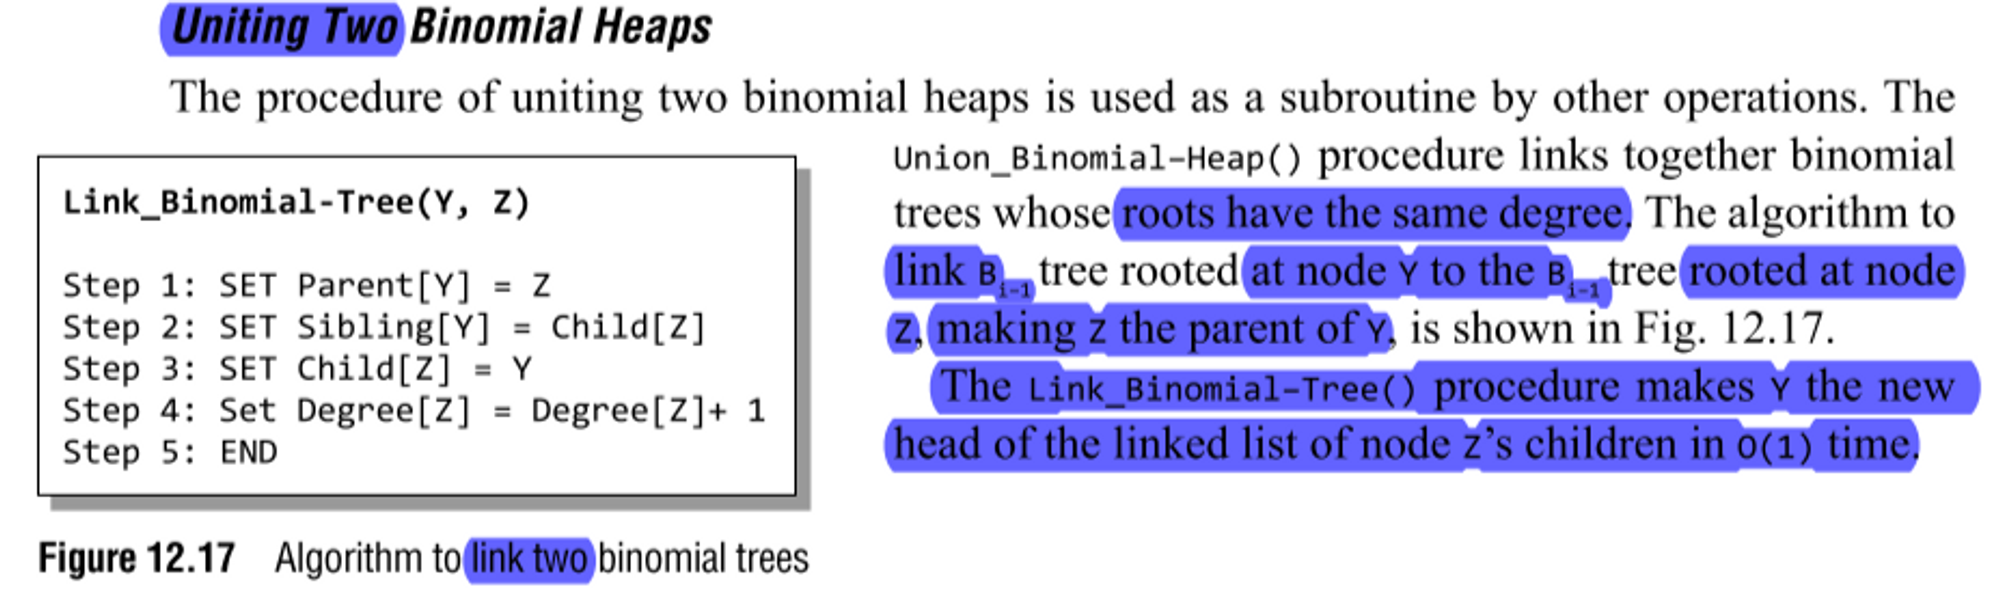 Uniting Two Binomial Heaps
The procedure of uniting two binomial heaps is used as a subroutine by other operations. The
Union_Binomial-Heap() procedure links together binomial
trees whose roots have the same degree. The algorithm to
link B i-1 tree rooted at node Y to the B i-1 tree rooted at node
Z, making Z the parent of Y, is shown in Fig. 12.17.
The Link_Binomial-Tree() procedure makes Y the new
head of the linked list of node Z's children in O(1) time.
Link_Binomial-Tree(Y, Z)
Step 1: SET Parent[Y] = Z
Step 2: SET Sibling[Y] = Child[Z]
Step 3: SET Child[Z] = Y
Step 4: Set Degree[Z] = Degree[Z]+ 1
Step 5: END
Figure 12.17 Algorithm to link two binomial trees